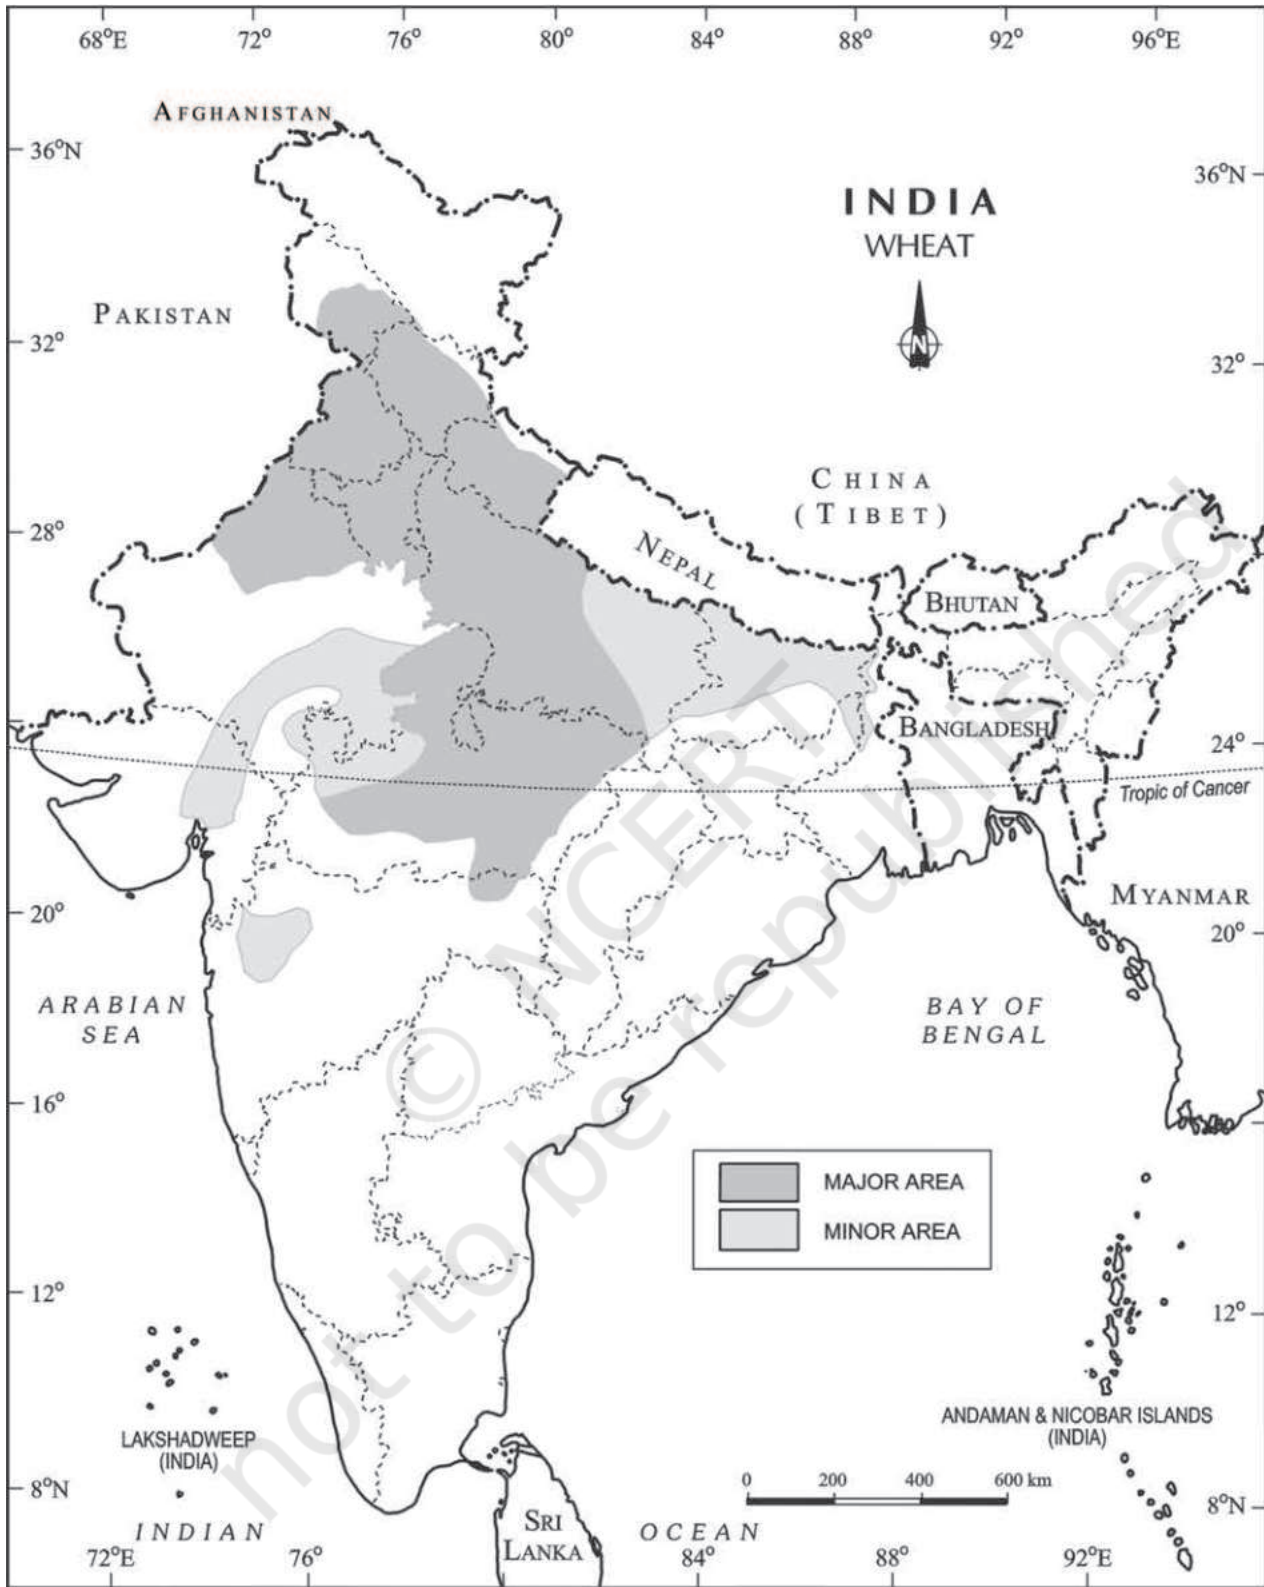 68°E 72° 76° 80° 84° 88° 92° 96°E
AFGHANISTAN
36°N
36°N
INDIA
WHEAT
PAKISTAN
N
32°
32°
CHINA
(TIBET)
28°
NEPAL
BHUTAN
BANGLADESH
24°
Tropic of Cancer
MYANMAR
20°
20°
ARABIAN
SEA
BAY OF
BENGAL
© NCERT
not to be republished
16°
MAJOR AREA
MINOR AREA
12°
12°
LAKSHADWEEP
(INDIA)
ANDAMAN & NICOBAR ISLANDS
(INDIA)
0 200 400 600 km
8°N
8°N
SRI
LANKA
INDIAN OCEAN
72°E 76° 84° 88° 92°E